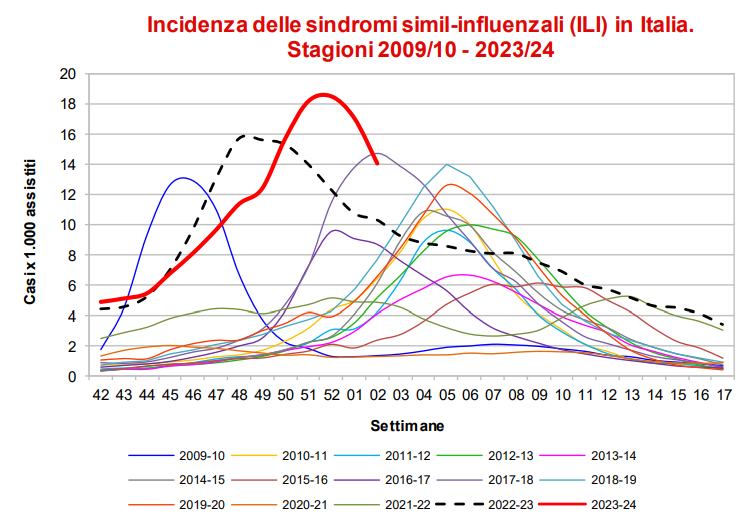 Incidenza delle sindromi simil-influenzali (ILI) in Italia.
Stagioni 2009/10 - 2023/24
Casi x 1.000 assistiti
20
18
16
14
12
10
8
6
4
2
0
42 43 44 45 46 47 48 49 50 51 52 01 02 03 04 05 06 07 08 09 10 11 12 13 14 15 16 17
Settimane
2009-10 2010-11 2011-12 2012-13 2013-14
2014-15 2015-16 2016-17 2017-18 2018-19
2019-20 2020-21 2021-22 2022-23 2023-24